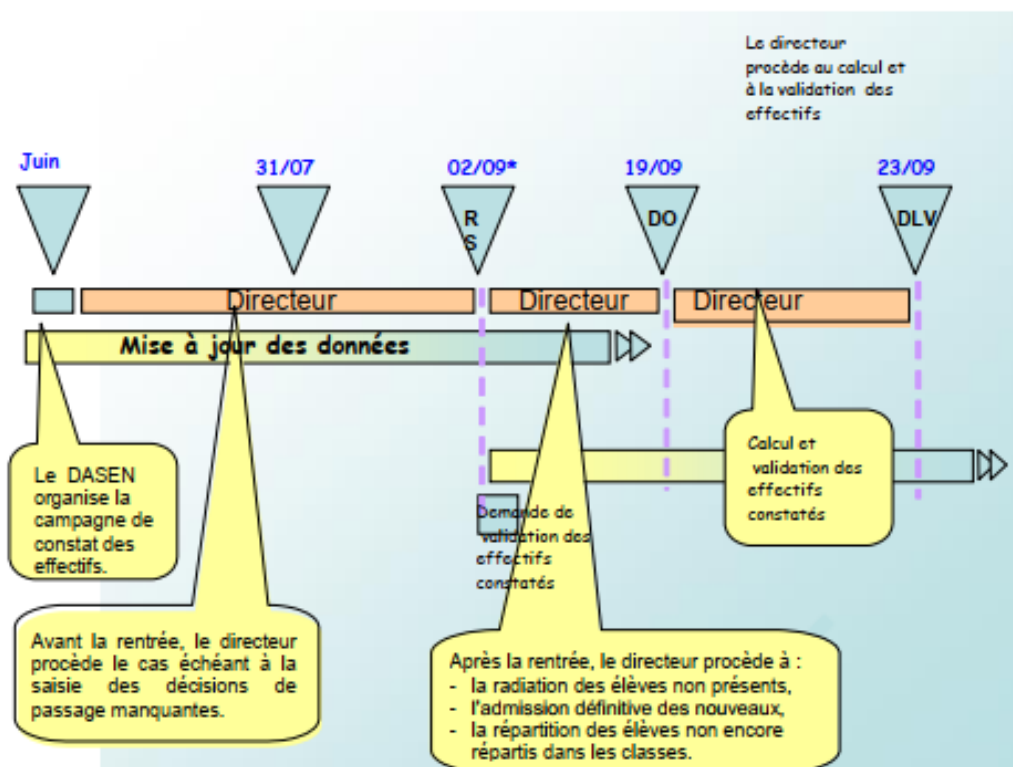 Le directeur
procède au calcul et
à la validation des
effectifs
Juin
31/07
02/09*
19/09
23/09
R
S
DO
DLV
Directeur
Directeur
Directeur
Mise à jour des données
Le DASEN
organise la
campagne de
constat des
effectifs.
Calcul et
validation des
effectifs
constatés
Demande de
validation des
effectifs
constatés
Avant la rentrée, le directeur
procède le cas échéant à la
saisie des décisions de
passage manquantes.
Après la rentrée, le directeur procède à :
- la radiation des élèves non présents,
- l'admission définitive des nouveaux,
- la répartition des élèves non encore
répartis dans les classes.